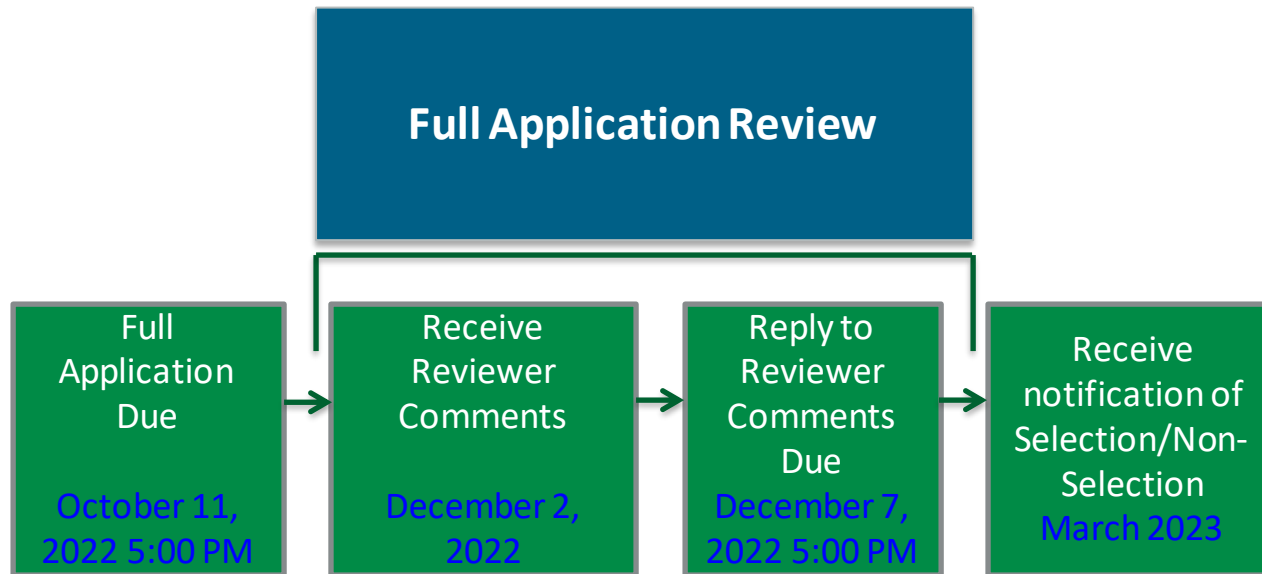 Full Application Review
Full
Application
Due
October 11,
2022 5:00 PM
Receive
Reviewer
Comments
December 2,
2022
Reply to
Reviewer
Comments
Due
December 7,
2022 5:00 PM
Receive
notification of
Selection/Non-
Selection
March 2023